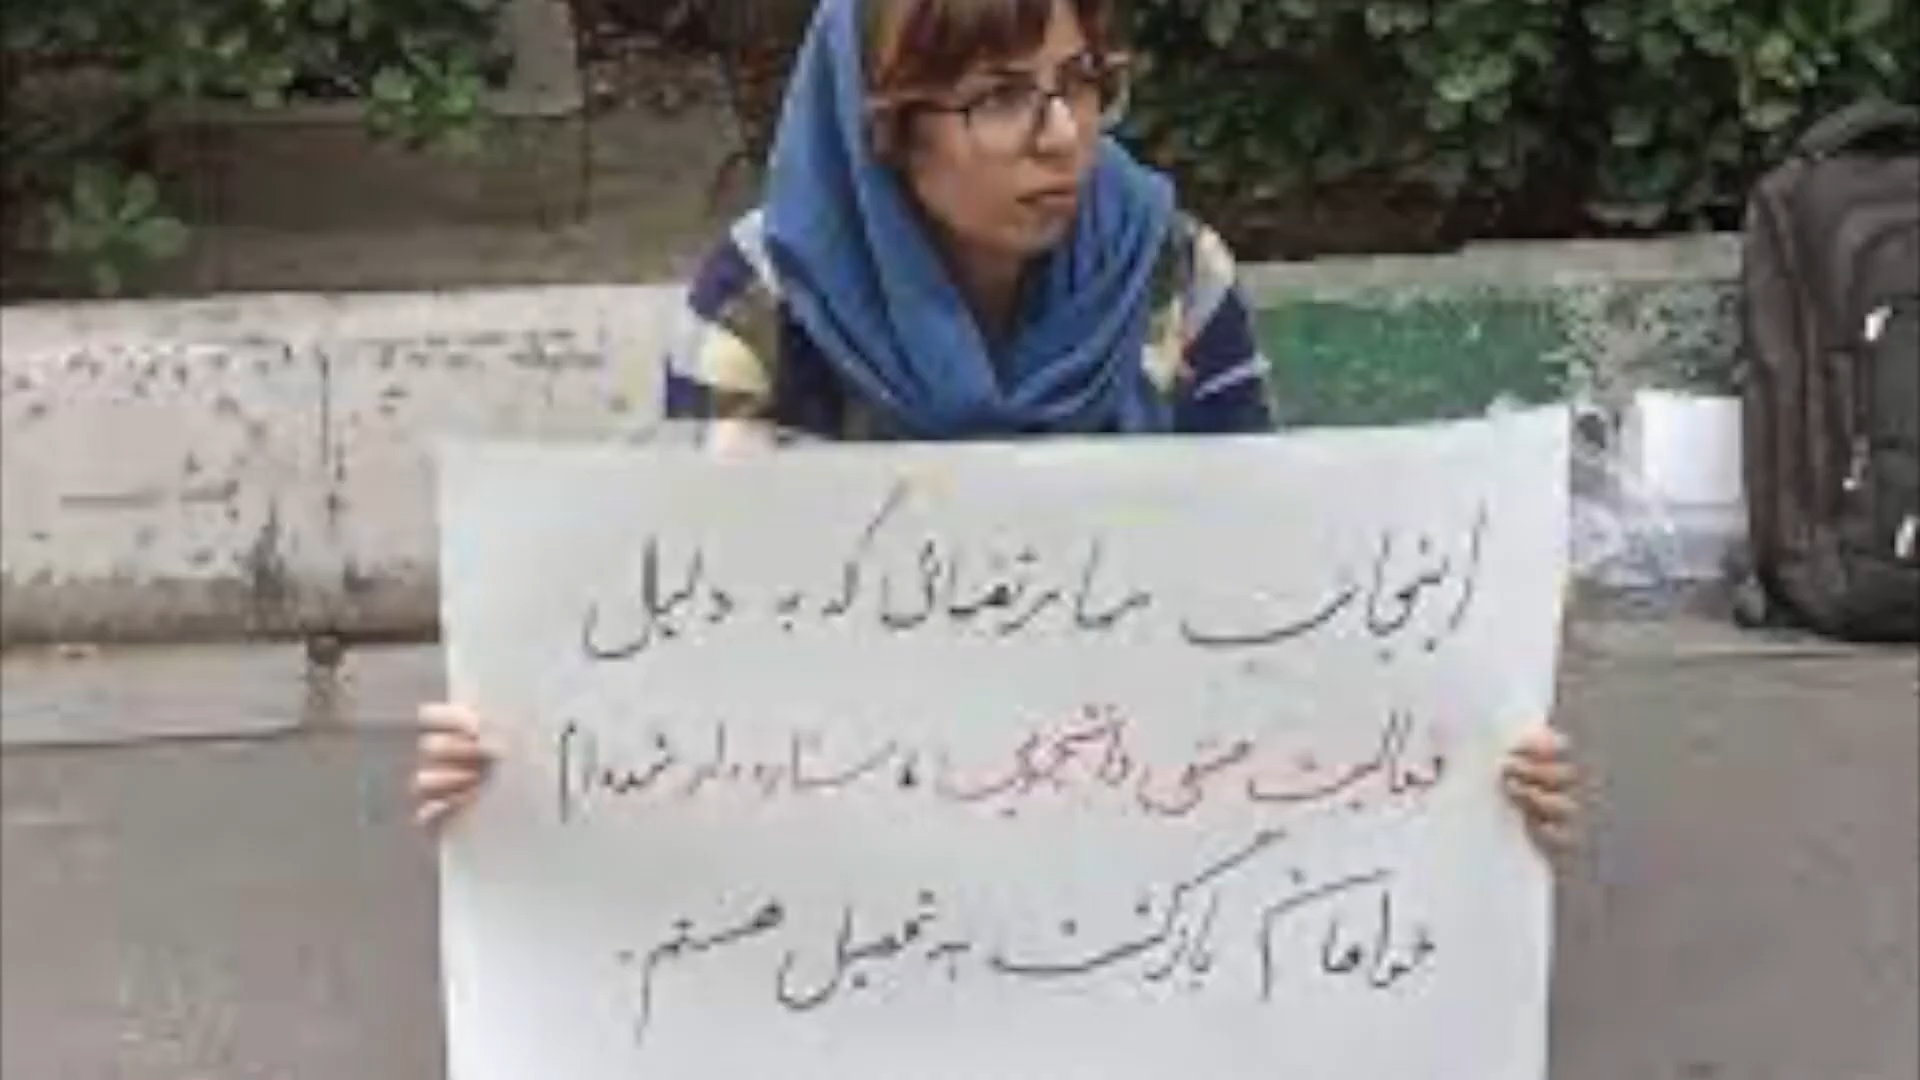 اینجانب سها مرتضائی که به دلیل
فعالیت صنفی دانشجویی، ستاره‌دار شده‌ام
خواهان بازگشت به تحصیل هستم.